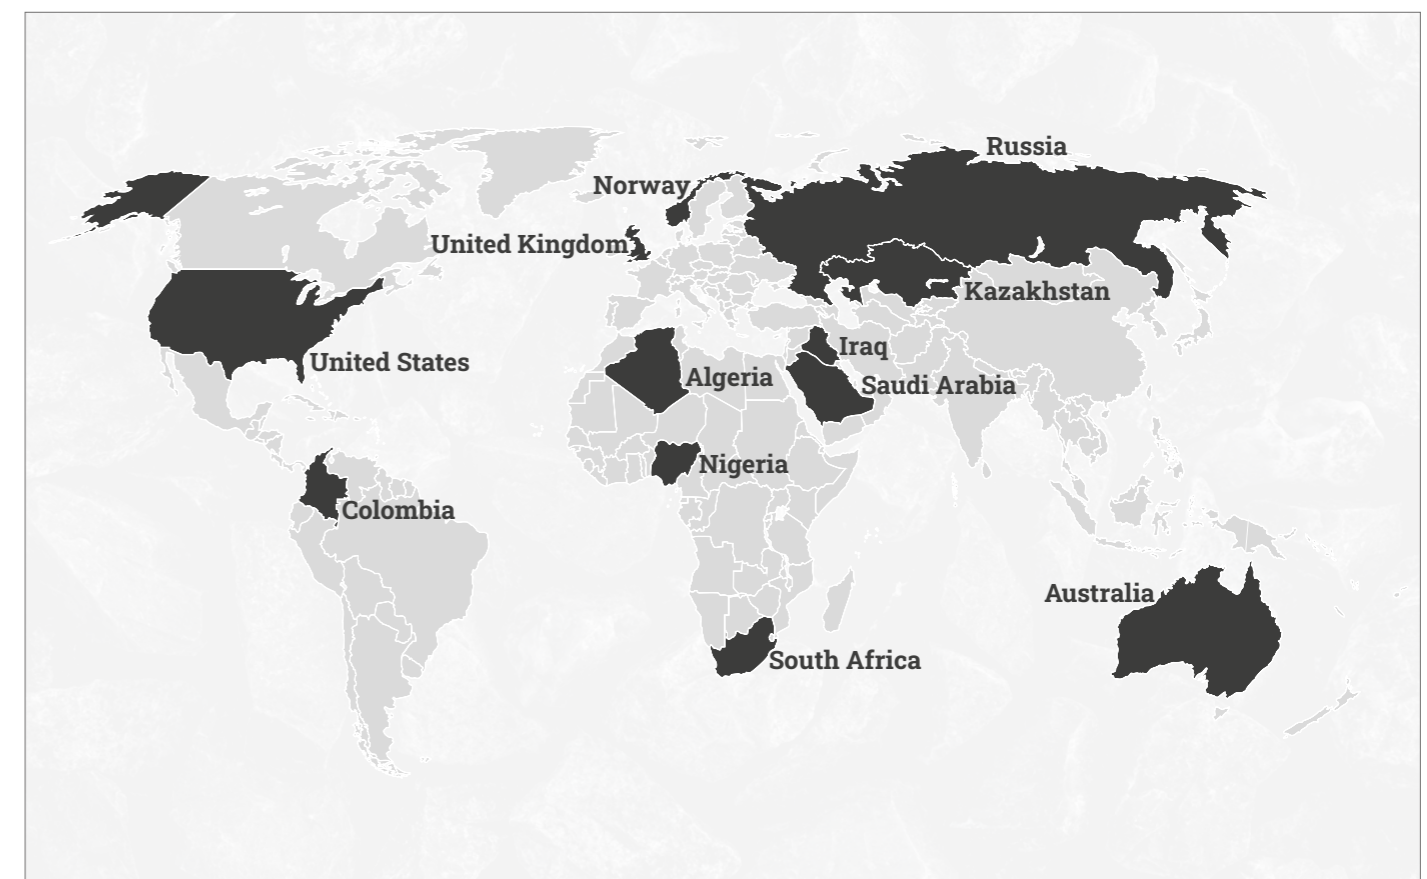 Russia
Norway
United Kingdom
Kazakhstan
Iraq
United States
Algeria
Saudi Arabia
Nigeria
Colombia
Australia
South Africa